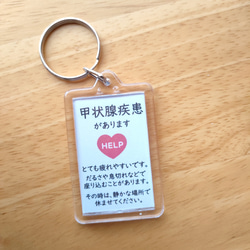 甲状腺疾患
があります
HELP
とても疲れやすいです。
だるさや息切れなどで
座り込むことがあります。
その時は、静かな場所で
休ませてください。